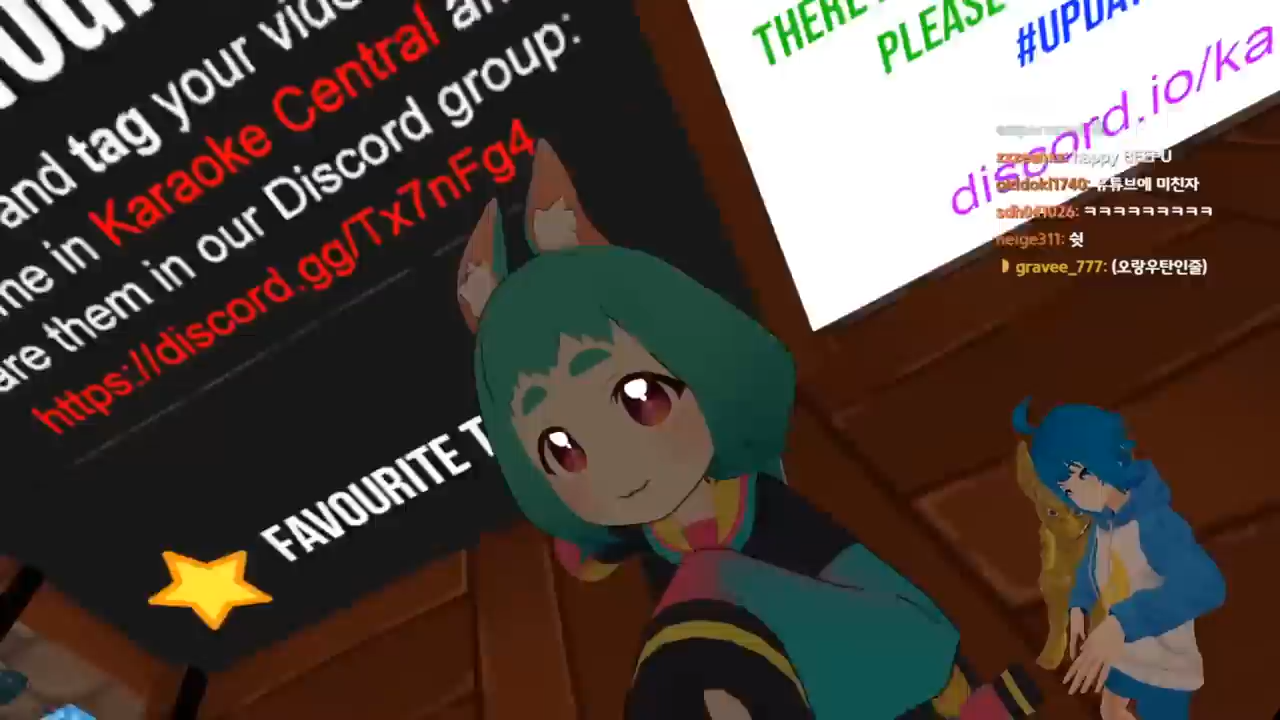 and tag your vide
me in Karaoke Central an
are them in our Discord group:
https://discord.gg/Tx7nFg4
FAVOURITE T
THERE
PLEASE
#UPDAT
discord.io/ka
happy
유튜브에 미친자
sdh041026: ㅋㅋㅋㅋㅋㅋㅋㅋㅋ
neige311: 쉿
gravee_777: (오랑우탄인줄)